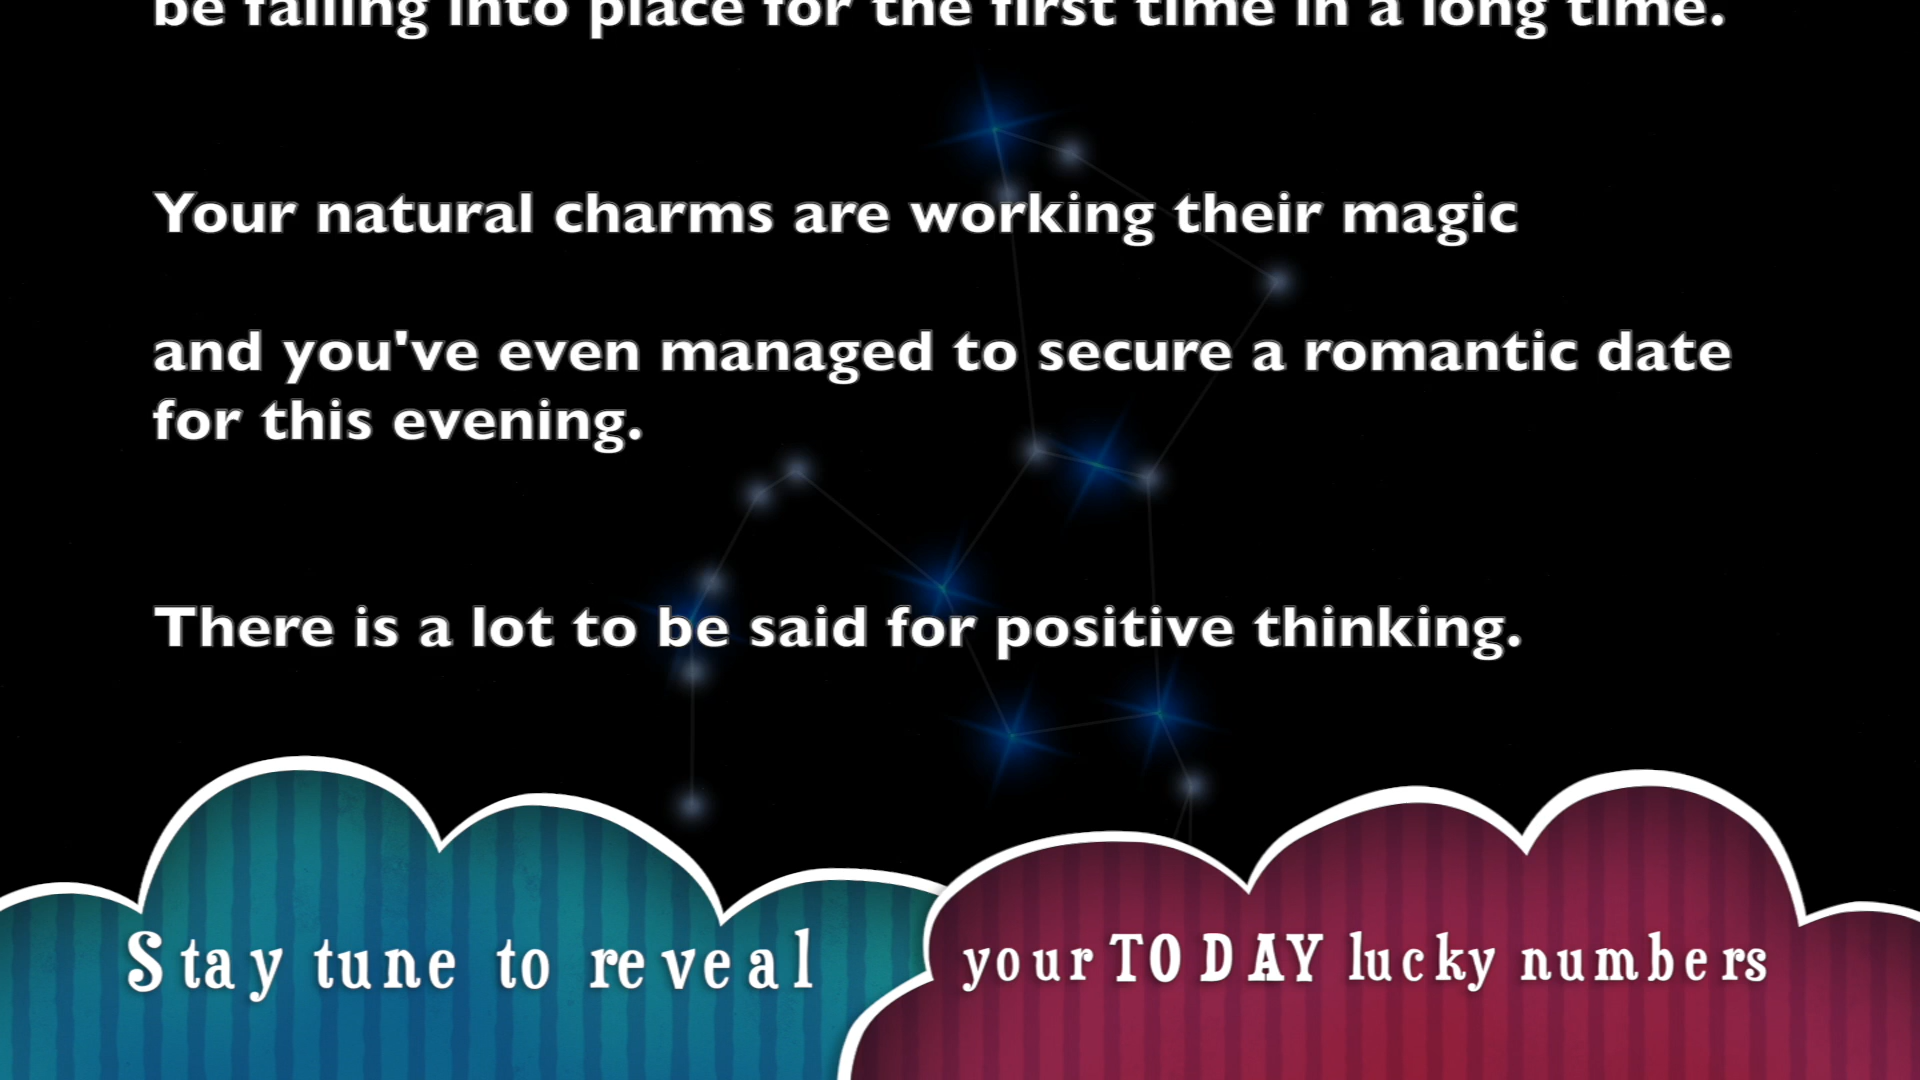 be falling into place for the first time in a long time.
Your natural charms are working their magic
and you've even managed to secure a romantic date
for this evening.
There is a lot to be said for positive thinking.
Stay tune to reveal
your TODAY lucky numbers